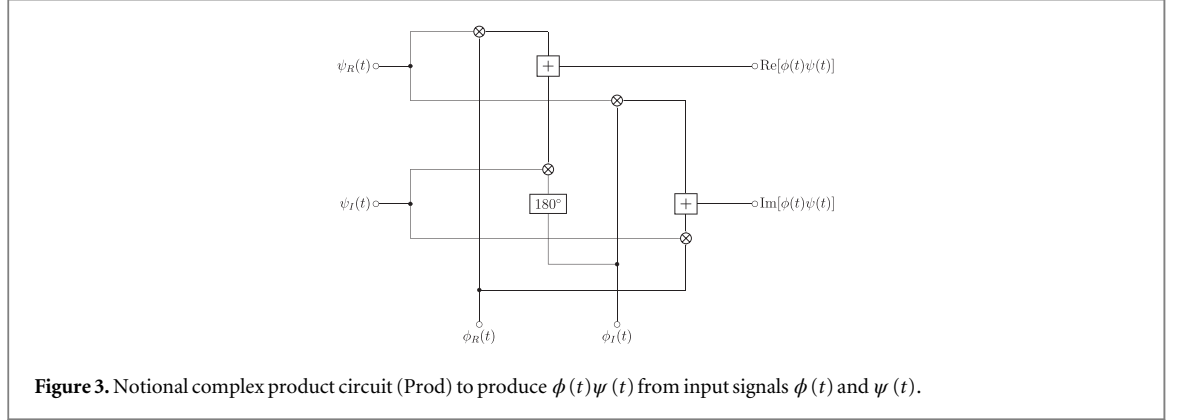 ψ_R(t)
+
Re[ϕ(t)ψ(t)]
ψ_I(t)
180°
+
Im[ϕ(t)ψ(t)]
ϕ_R(t)
ϕ_I(t)
Figure 3. Notional complex product circuit (Prod) to produce ϕ(t)ψ(t) from input signals ϕ(t) and ψ(t).